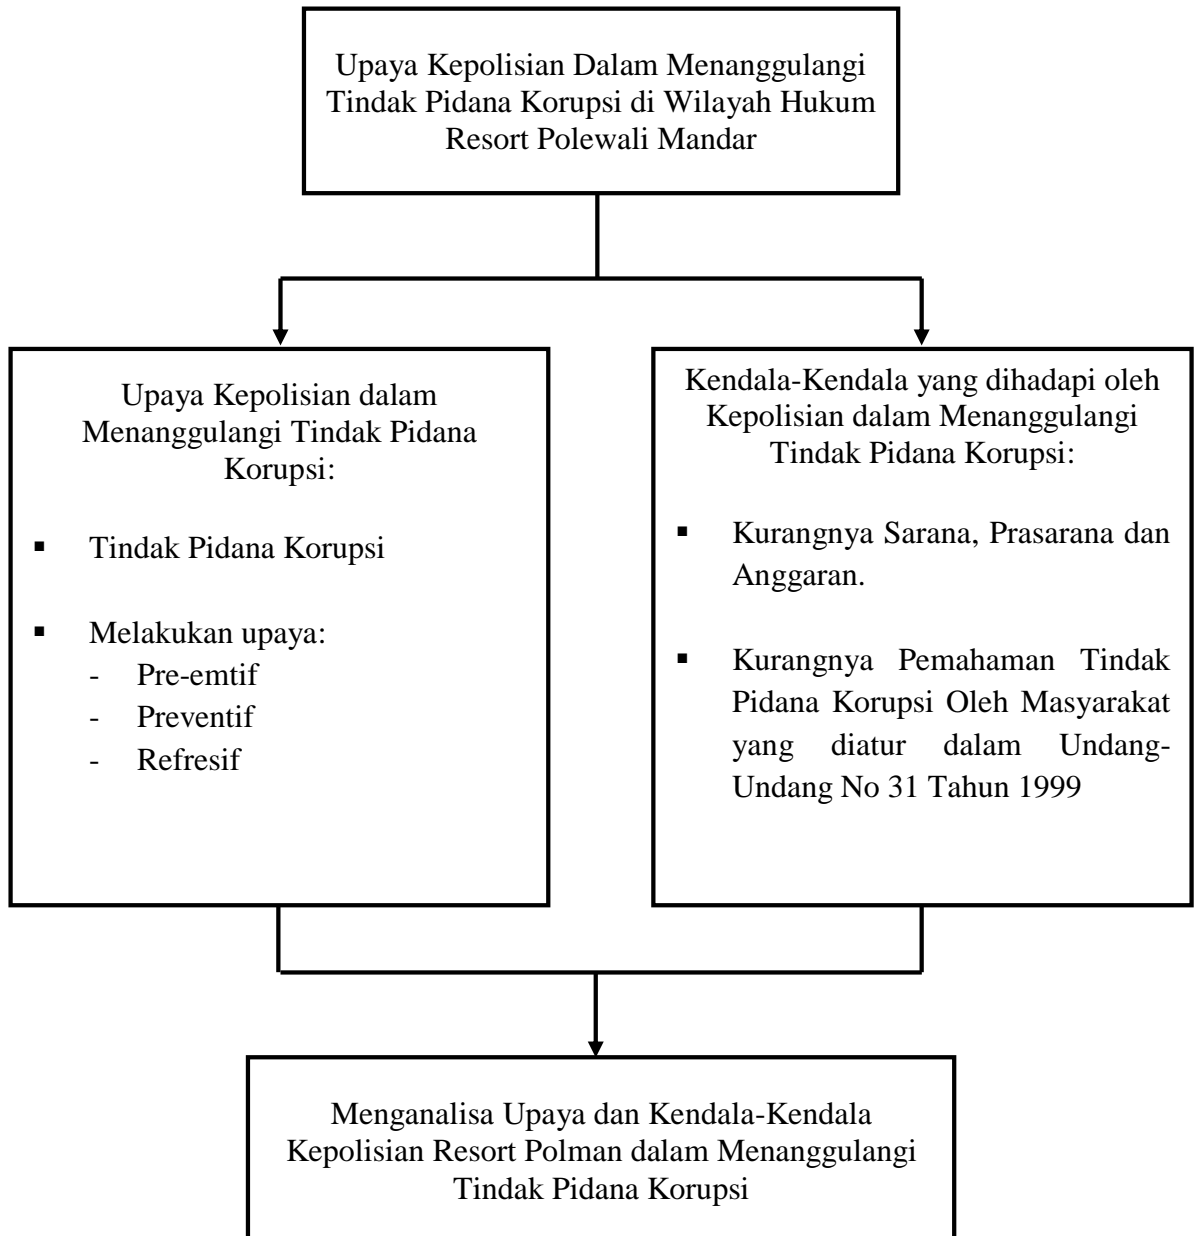 Upaya Kepolisian Dalam Menanggulangi
Tindak Pidana Korupsi di Wilayah Hukum
Resort Polewali Mandar
Upaya Kepolisian dalam
Menanggulangi Tindak Pidana
Korupsi:
▪ Tindak Pidana Korupsi
▪ Melakukan upaya:
- Pre-emtif
- Preventif
- Refresif
Kendala-Kendala yang dihadapi oleh
Kepolisian dalam Menanggulangi
Tindak Pidana Korupsi:
▪ Kurangnya Sarana, Prasarana dan
Anggaran.
▪ Kurangnya Pemahaman Tindak
Pidana Korupsi Oleh Masyarakat
yang diatur dalam Undang-
Undang No 31 Tahun 1999
Menganalisa Upaya dan Kendala-Kendala
Kepolisian Resort Polman dalam Menanggulangi
Tindak Pidana Korupsi